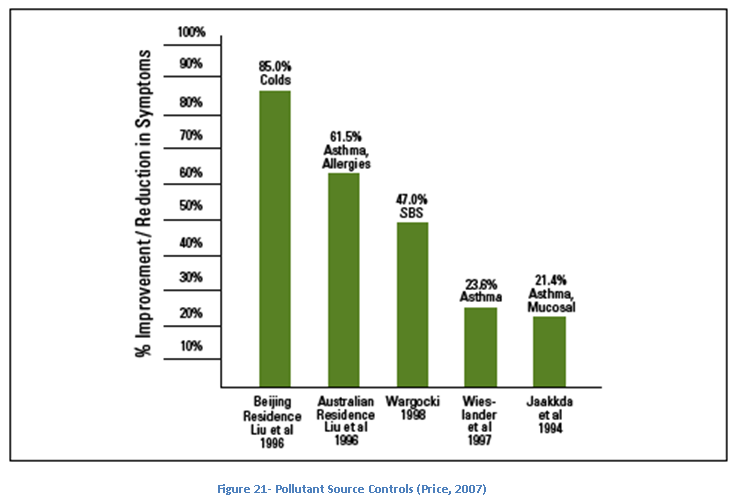 % Improvement/ Reduction in Symptoms
100%
90%
80%
70%
60%
50%
40%
30%
20%
10%
85.0%
Colds
61.5%
Asthma,
Allergies
47.0%
SBS
23.6%
Asthma
21.4%
Asthma,
Mucosal
Beijing
Residence
Liu et al
1996
Australian
Residence
Liu et al
1996
Wargocki
1998
Wies-
lander
et al
1997
Jaakkda
et al
1994
Figure 21- Pollutant Source Controls (Price, 2007)